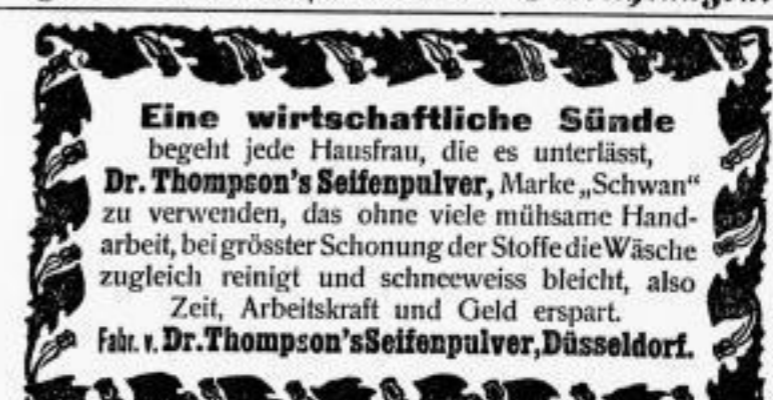 Eine wirtschaftliche Sünde
begeht jede Hausfrau, die es unterlässt,
Dr. Thompson's Seifenpulver, Marke „Schwan“
zu verwenden, das ohne viele mühsame Hand-
arbeit, bei grösster Schonung der Stoffe die Wäsche
zugleich reinigt und schneeweiss bleicht, also
Zeit, Arbeitskraft und Geld erspart.
Fabr. v. Dr. Thompson's Seifenpulver, Düsseldorf.